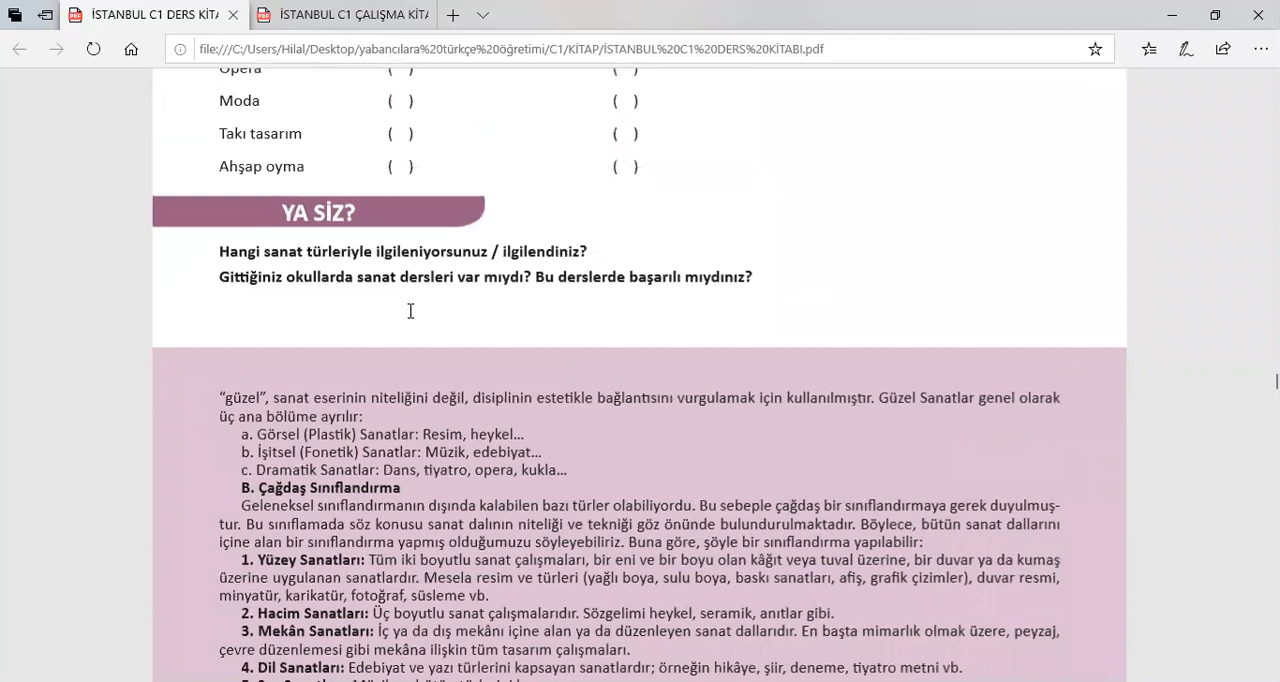 İSTANBUL C1 DERS KİTA
İSTANBUL C1 ÇALIŞMA KİTA
file:///C:/Users/Hilal/Desktop/yabancılara%20türkçe%20öğretimi/C1/KİTAP/İSTANBUL%20C1%20DERS%20KİTABI.pdf
Opera ( ) ( )
Moda ( ) ( )
Takı tasarım ( ) ( )
Ahşap oyma ( ) ( )
YA SİZ?
Hangi sanat türleriyle ilgileniyorsunuz / ilgilendiniz?
Gittiğiniz okullarda sanat dersleri var mıydı? Bu derslerde başarılı mıydınız?
“güzel”, sanat eserinin niteliğini değil, disiplinin estetikle bağlantısını vurgulamak için kullanılmıştır. Güzel Sanatlar genel olarak
üç ana bölüme ayrılır:
a. Görsel (Plastik) Sanatlar: Resim, heykel...
b. İşitsel (Fonetik) Sanatlar: Müzik, edebiyat...
c. Dramatik Sanatlar: Dans, tiyatro, opera, kukla...
B. Çağdaş Sınıflandırma
Geleneksel sınıflandırmanın dışında kalabilen bazı türler olabiliyordu. Bu sebeple çağdaş bir sınıflandırmaya gerek duyulmuş-
tur. Bu sınıflamada söz konusu sanat dalının niteliği ve tekniği göz önünde bulundurulmaktadır. Böylece, bütün sanat dallarını
içine alan bir sınıflandırma yapmış olduğumuzu söyleyebiliriz. Buna göre, şöyle bir sınıflandırma yapılabilir:
1. Yüzey Sanatları: Tüm iki boyutlu sanat çalışmaları, bir eni ve bir boyu olan kâğıt veya tuval üzerine, bir duvar ya da kumaş
üzerine uygulanan sanatlardır. Mesela resim ve türleri (yağlı boya, sulu boya, baskı sanatları, afiş, grafik çizimler), duvar resmi,
minyatür, karikatür, fotoğraf, süsleme vb.
2. Hacim Sanatları: Üç boyutlu sanat çalışmalarıdır. Sözgelimi heykel, seramik, anıtlar gibi.
3. Mekân Sanatları: İç ya da dış mekânı içine alan ya da düzenleyen sanat dallarıdır. En başta mimarlık olmak üzere, peyzaj,
çevre düzenlemesi gibi mekâna ilişkin tüm tasarım çalışmaları.
4. Dil Sanatları: Edebiyat ve yazı türlerini kapsayan sanatlardır; örneğin hikâye, şiir, deneme, tiyatro metni vb.